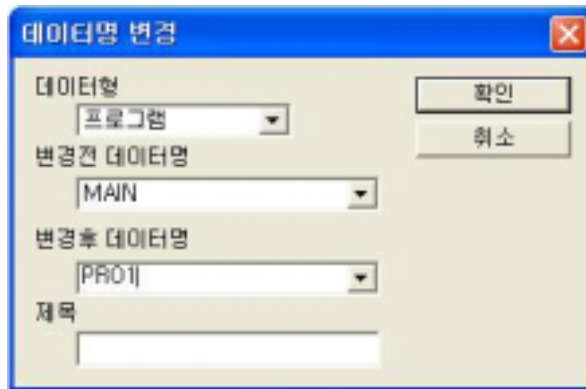 데이터명 변경
데이터형
확인
프로그램
취소
변경전 데이터명
MAIN
변경후 데이터명
PRO1
제목